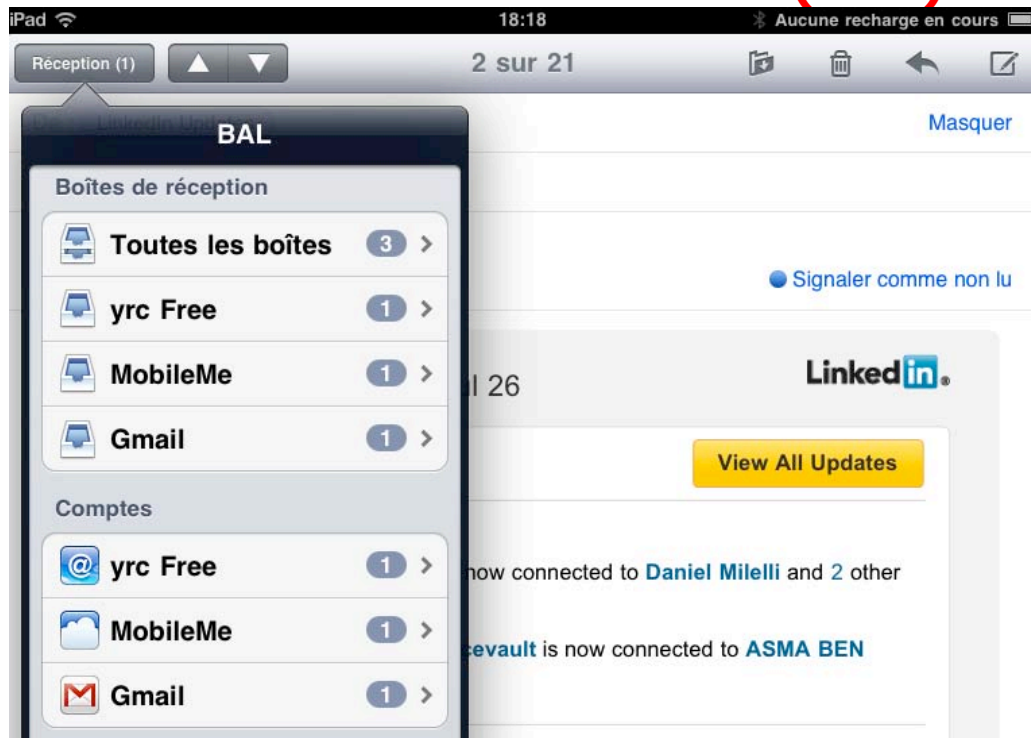 iPad 18:18 Aucune recharge en cours
Réception (1) 2 sur 21
LinkedIn Masquer
BAL
Boîtes de réception
Toutes les boîtes 3
yrc Free 1
Signaler comme non lu
MobileMe 1
26 Linked in
Gmail 1
View All Updates
Comptes
yrc Free 1
now connected to Daniel Milelli and 2 other
MobileMe 1
cevault is now connected to ASMA BEN
Gmail 1